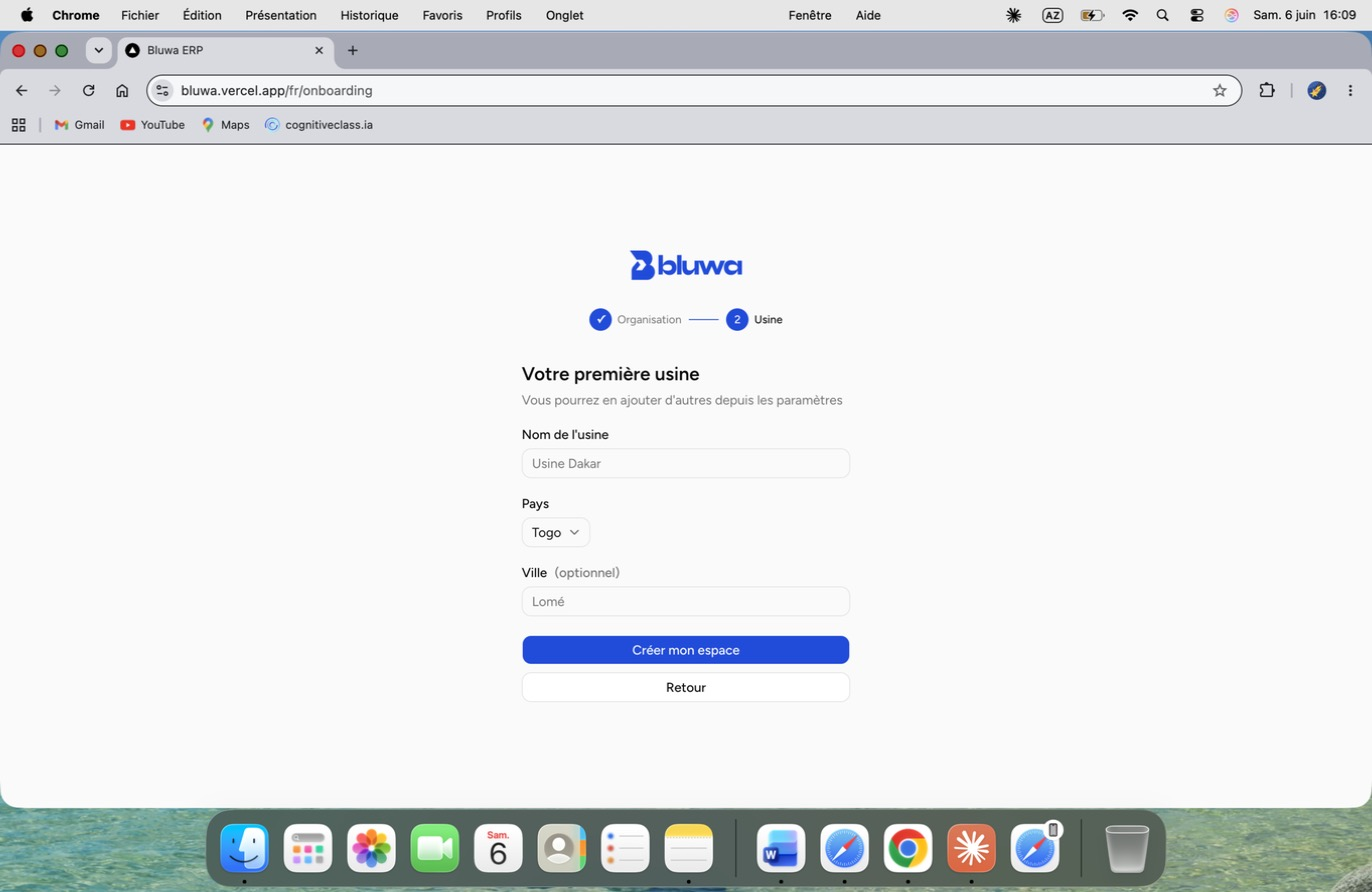 Chrome Fichier Édition Présentation Historique Favoris Profils Onglet Fenêtre Aide AZ Sam. 6 juin 16:09
Bluwa ERP
bluwa.vercel.app/fr/onboarding
Gmail YouTube Maps cognitiveclass.ia
bluwa
✓ Organisation 2 Usine
Votre première usine
Vous pourrez en ajouter d'autres depuis les paramètres
Nom de l'usine
Usine Dakar
Pays
Togo
Ville (optionnel)
Lomé
Créer mon espace
Retour
Sam.
6
W